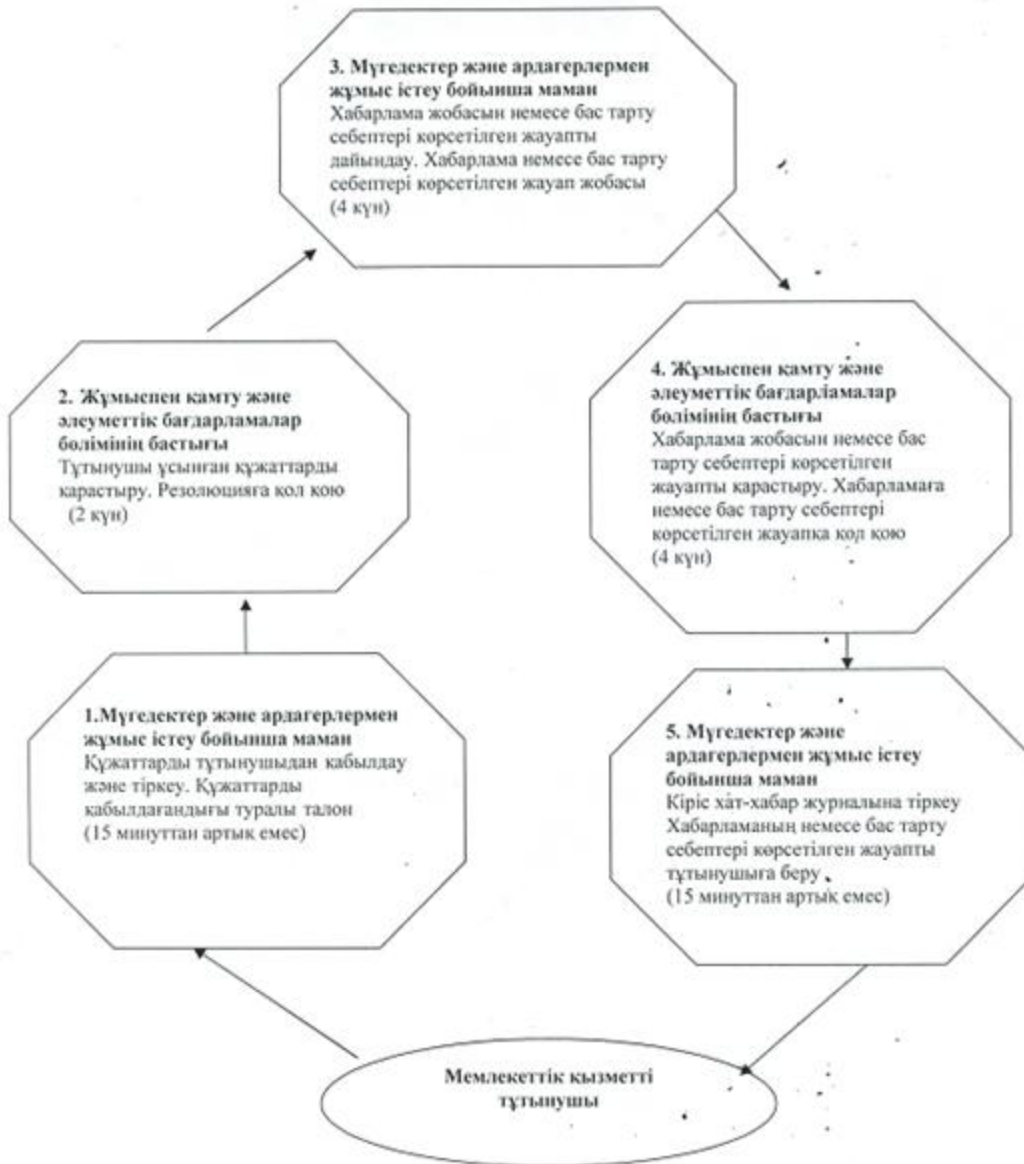 3. Мүгедектер және ардагерлермен
жұмыс істеу бойынша маман
Хабарлама жобасын немесе бас тарту
себептері көрсетілген жауапты
дайындау. Хабарлама немесе бас тарту
себептері көрсетілген жауап жобасы
(4 күн)
2. Жұмыспен қамту және
әлеуметтік бағдарламалар
бөлімінің бастығы
Тұтынушы ұсынған құжаттарды
қарастыру. Резолюцияға қол қою
(2 күн)
4. Жұмыспен қамту және
әлеуметтік бағдарламалар
бөлімінің бастығы
Хабарлама жобасын немесе бас
тарту себептері көрсетілген
жауапты қарастыру. Хабарламаға
немесе бас тарту себептері
көрсетілген жауапқа қол қою
(4 күн)
1.Мүгедектер және ардагерлермен
жұмыс істеу бойынша маман
Құжаттарды тұтынушыдан қабылдау
және тіркеу. Құжаттарды
қабылдағандығы туралы талон
(15 минуттан артық емес)
5. Мүгедектер және
ардагерлермен жұмыс істеу
бойынша маман
Кіріс хат-хабар журналына тіркеу
Хабарламаның немесе бас тарту
себептері көрсетілген жауапты
тұтынушыға беру
(15 минуттан артық емес)
Мемлекеттік қызметті
тұтынушы